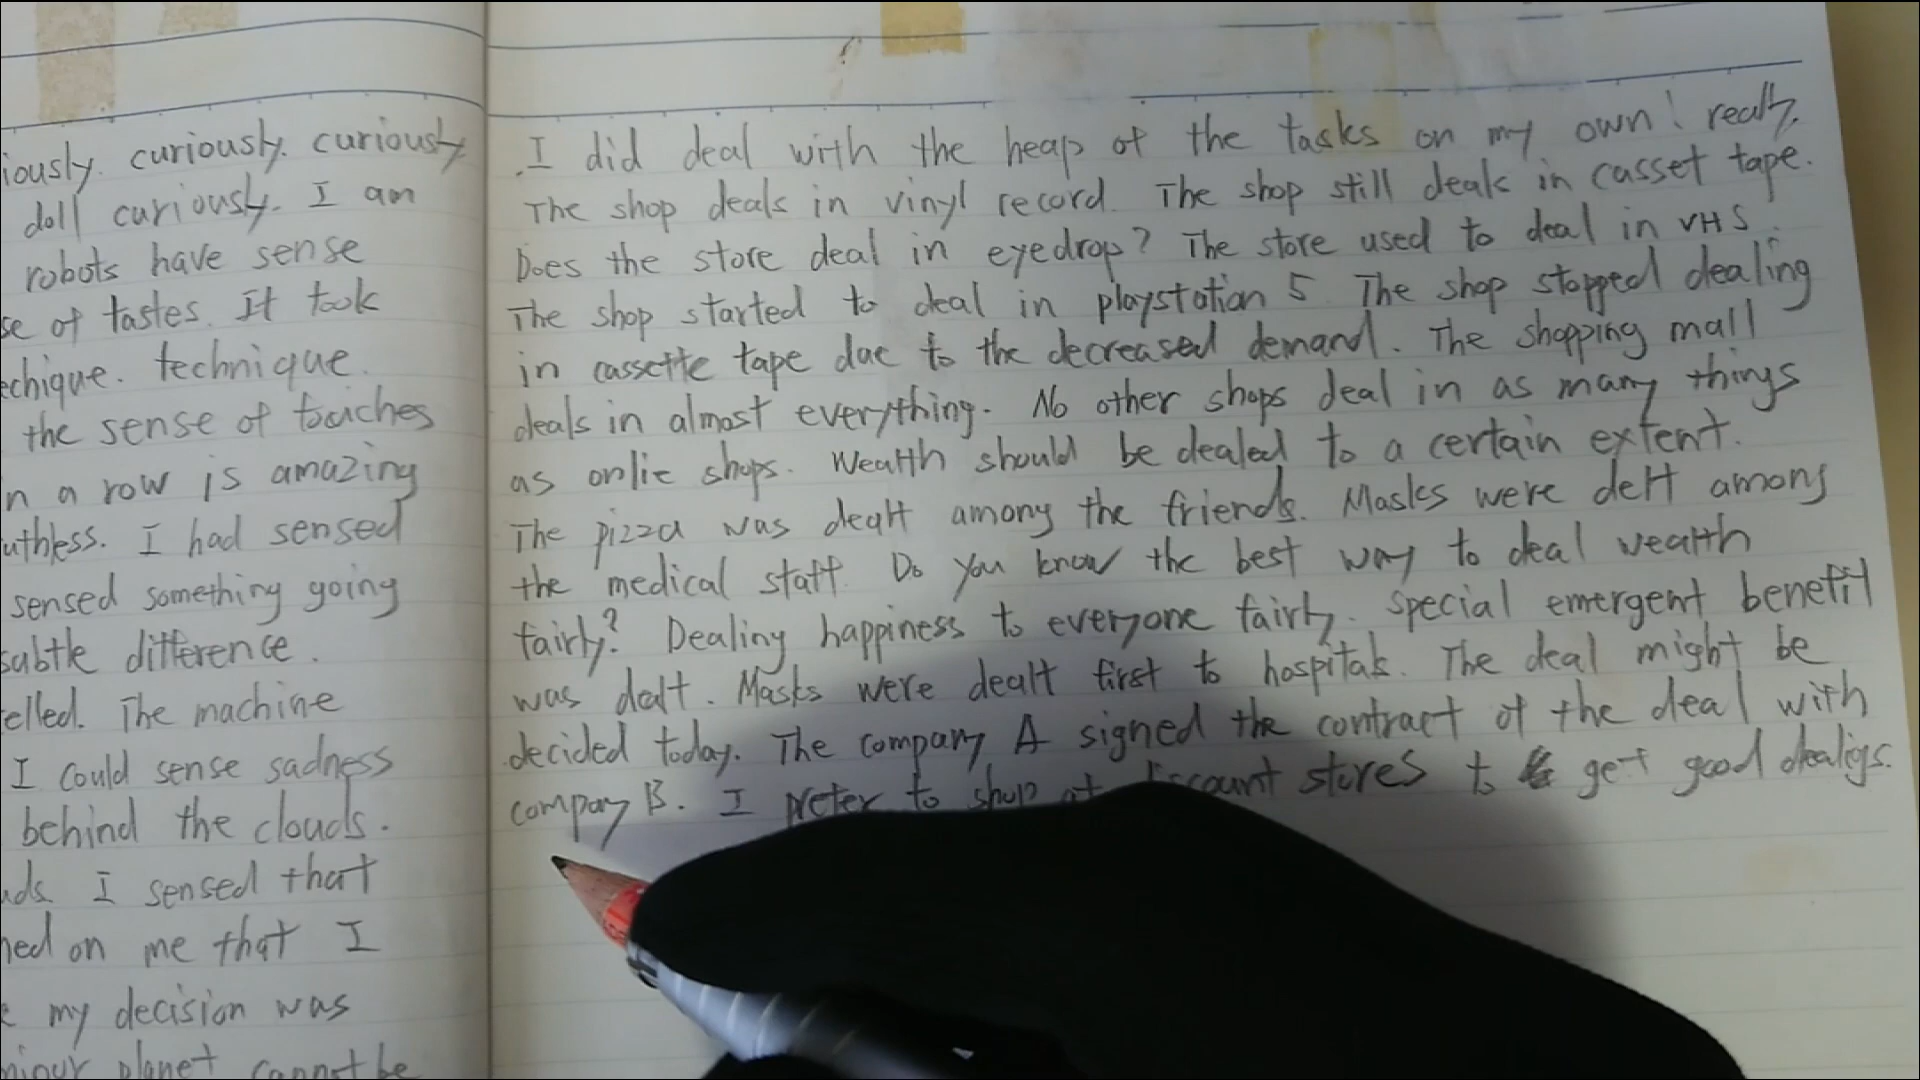 iously. curiously. curiously
doll curiously. I am
robots have sense
se of tastes. It took
echique. technique.
the sense of touches
n a row is amazing
uthless. I had sensed
sensed something going
subtle difference.
elled. The machine
I could sense sadness
behind the clouds.
ds. I sensed that
ned on me that I
my decision was
planet cannot be
I did deal with the heap of the tasks on my own! really.
The shop deals in vinyl record. The shop still deals in casset tape.
Does the store deal in eyedrop? The store used to deal in VHS.
The shop started to deal in playstation 5. The shop stopped dealing
in cassette tape due to the decreased demand. The shopping mall
deals in almost everything. No other shops deal in as many things
as onlie shops. Wealth should be dealed to a certain extent.
The pizza was dealt among the friends. Masks were delt among
the medical staff. Do you know the best way to deal wealth
fairly? Dealing happiness to everyone fairly. Special emergent benefit
was dalt. Masks were dealt first to hospitals. The deal might be
decided today. The company A signed the contract of the deal with
company B. I prefer to shop at discount stores to get good dealigs.